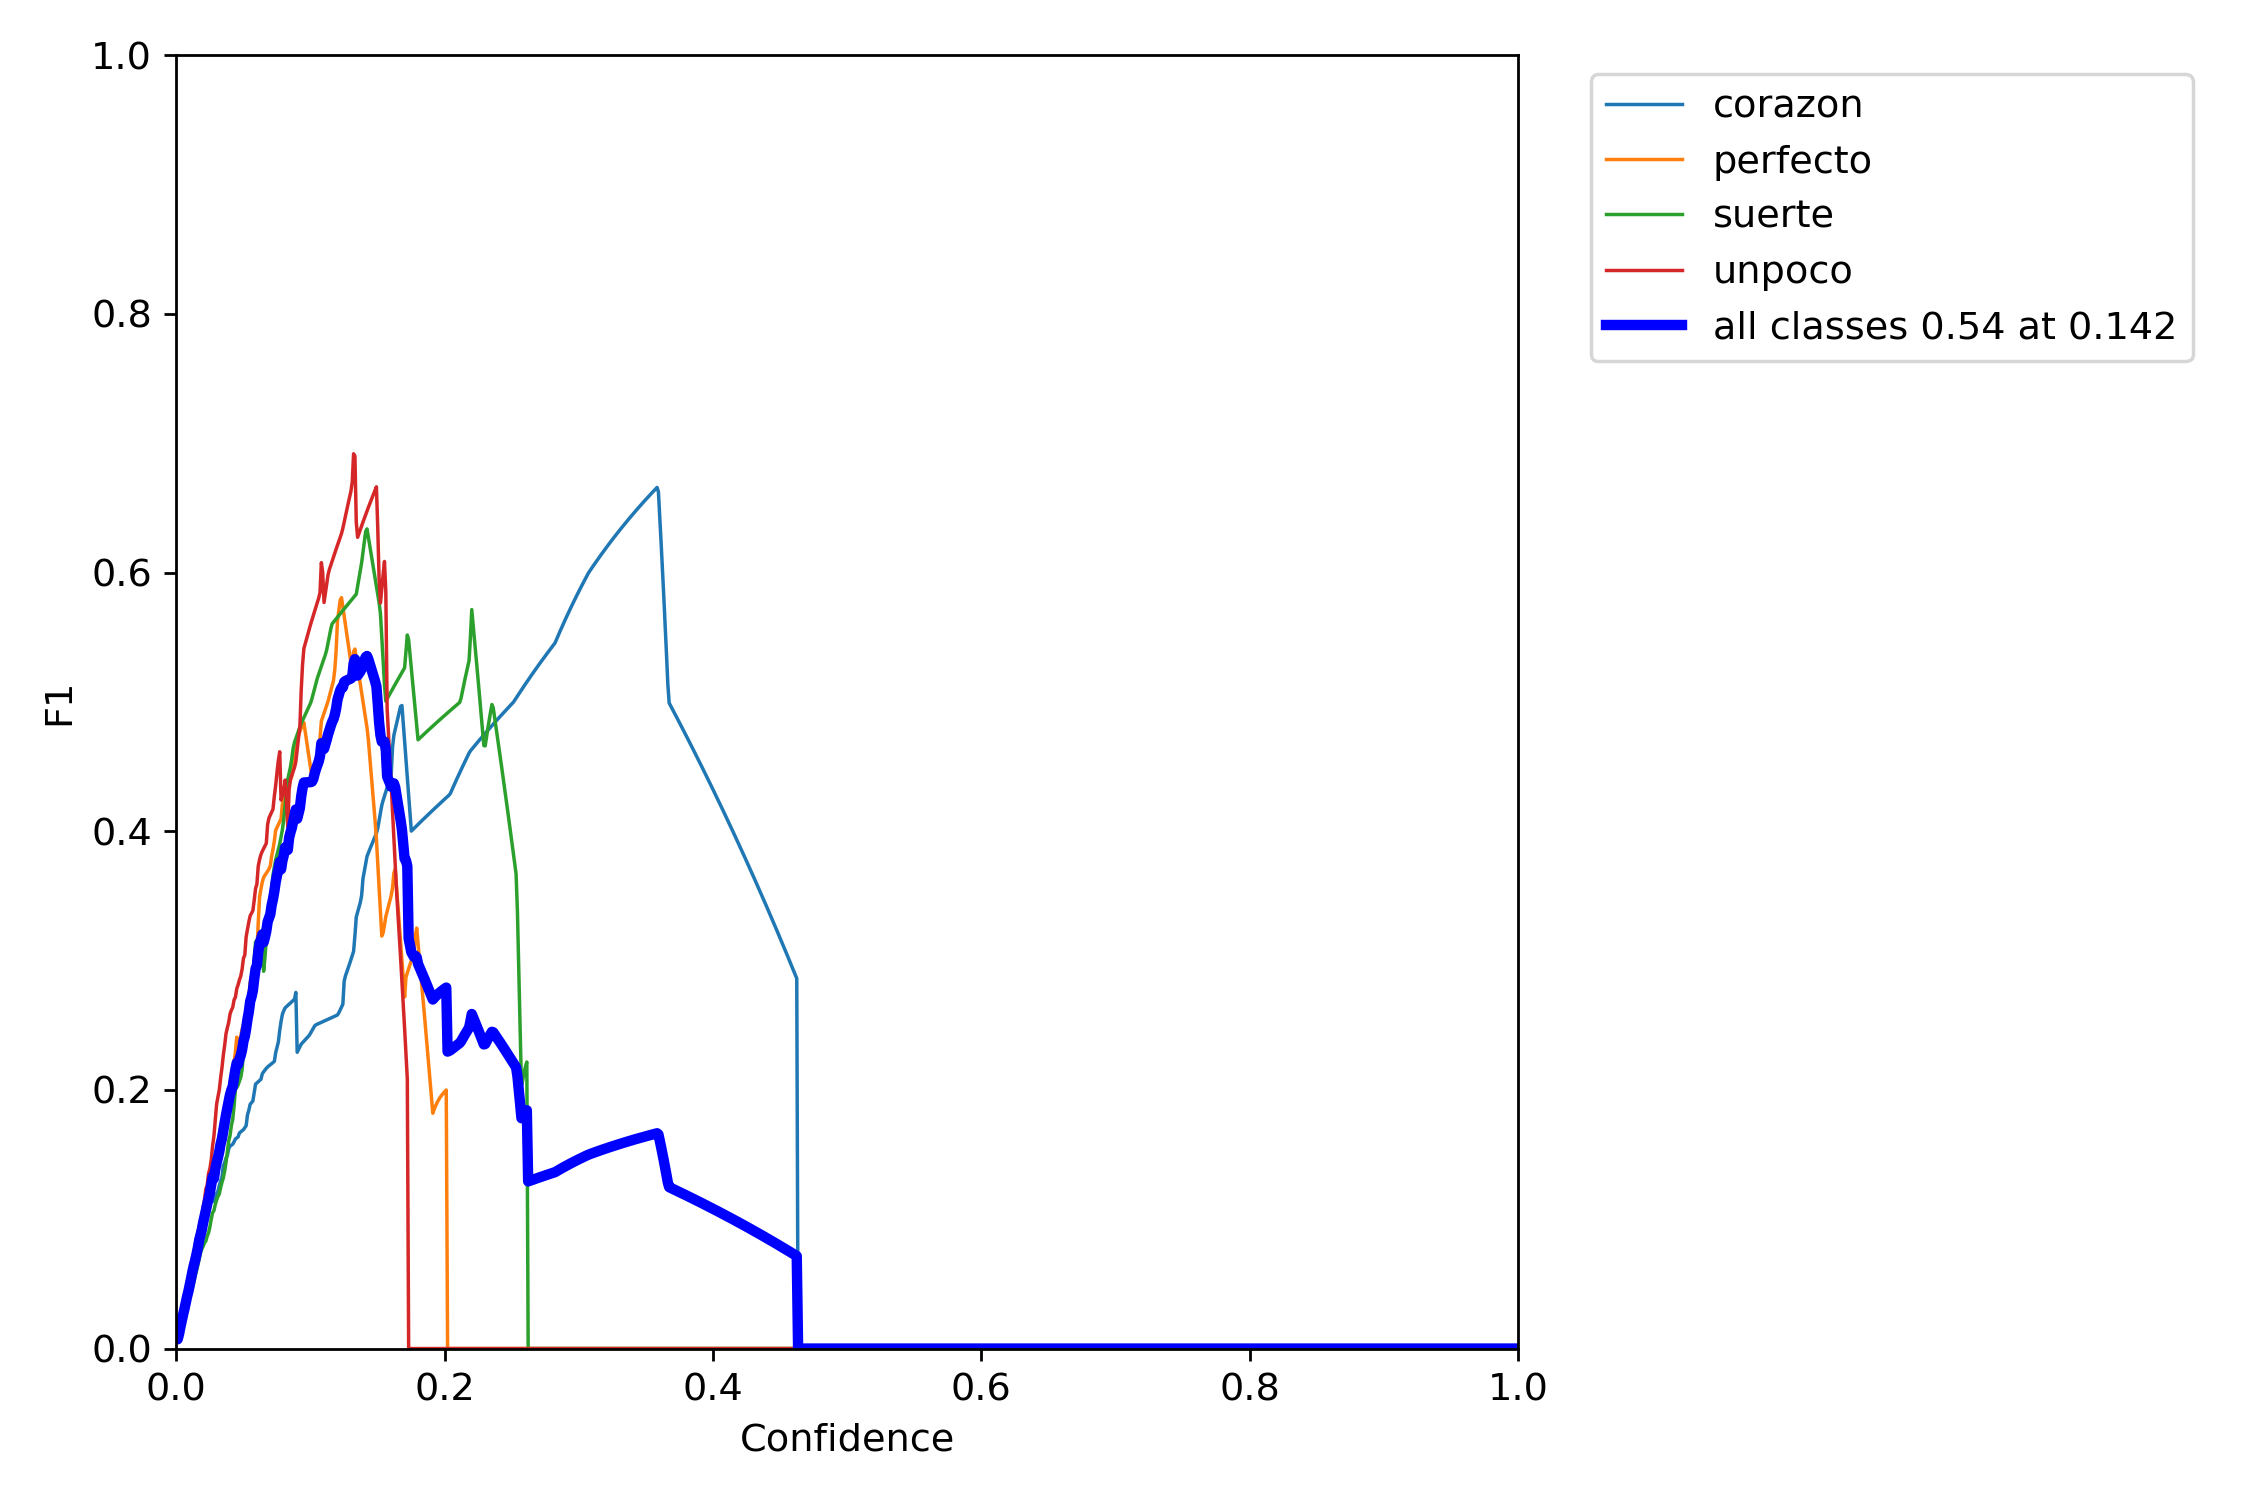 1.0
0.8
0.6
0.4
0.2
0.0
F1
0.0 0.2 0.4 0.6 0.8 1.0
Confidence
corazon
perfecto
suerte
unpoco
all classes 0.54 at 0.142